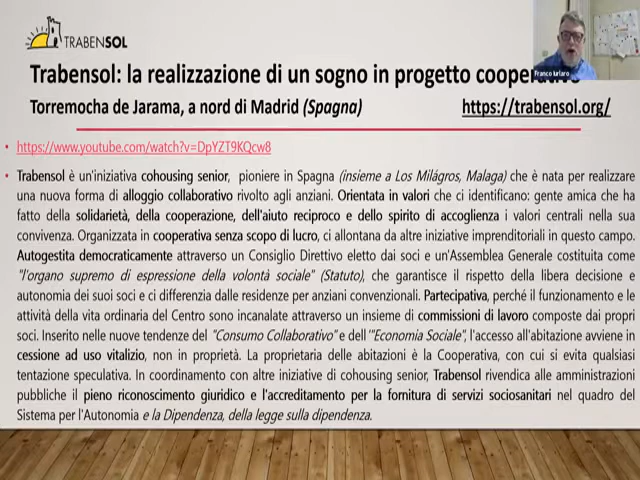 TRABENSOL
Trabensol: la realizzazione di un sogno in progetto cooperativo
Franco Iurlaro
Torremocha de Jarama, a nord di Madrid (Spagna) https://trabensol.org/
• https://www.youtube.com/watch?v=DpYZT9KQcw8
• Trabensol è un'iniziativa cohousing senior, pioniere in Spagna (insieme a Los Milágros, Malaga) che è nata per realizzare
una nuova forma di alloggio collaborativo rivolto agli anziani. Orientata in valori che ci identificano: gente amica che ha
fatto della solidarietà, della cooperazione, dell'aiuto reciproco e dello spirito di accoglienza i valori centrali nella sua
convivenza. Organizzata in cooperativa senza scopo di lucro, ci allontana da altre iniziative imprenditoriali in questo campo.
Autogestita democraticamente attraverso un Consiglio Direttivo eletto dai soci e un'Assemblea Generale costituita come
"l'organo supremo di espressione della volontà sociale" (Statuto), che garantisce il rispetto della libera decisione e
autonomia dei suoi soci e ci differenzia dalle residenze per anziani convenzionali. Partecipativa, perché il funzionamento e le
attività della vita ordinaria del Centro sono incanalate attraverso un insieme di commissioni di lavoro composte dai propri
soci. Inserito nelle nuove tendenze del "Consumo Collaborativo" e dell'"Economia Sociale", l'accesso all'abitazione avviene in
cessione ad uso vitalizio, non in proprietà. La proprietaria delle abitazioni è la Cooperativa, con cui si evita qualsiasi
tentazione speculativa. In coordinamento con altre iniziative di cohousing senior, Trabensol rivendica alle amministrazioni
pubbliche il pieno riconoscimento giuridico e l'accreditamento per la fornitura di servizi sociosanitari nel quadro del
Sistema per l'Autonomia e la Dipendenza, della legge sulla dipendenza.